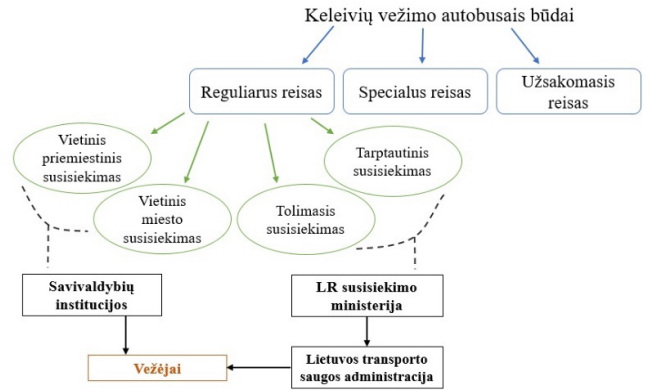 Keleivių vežimo autobusais būdai
Reguliarus reisas
Specialus reisas
Užsakomasis
reisas
Vietinis
priemiestinis
susisiekimas
Vietinis
miesto
susisiekimas
Tolimasis
susisiekimas
Tarptautinis
susisiekimas
Savivaldybių
institucijos
LR susisiekimo
ministerija
Vežėjai
Lietuvos transporto
saugos administracija